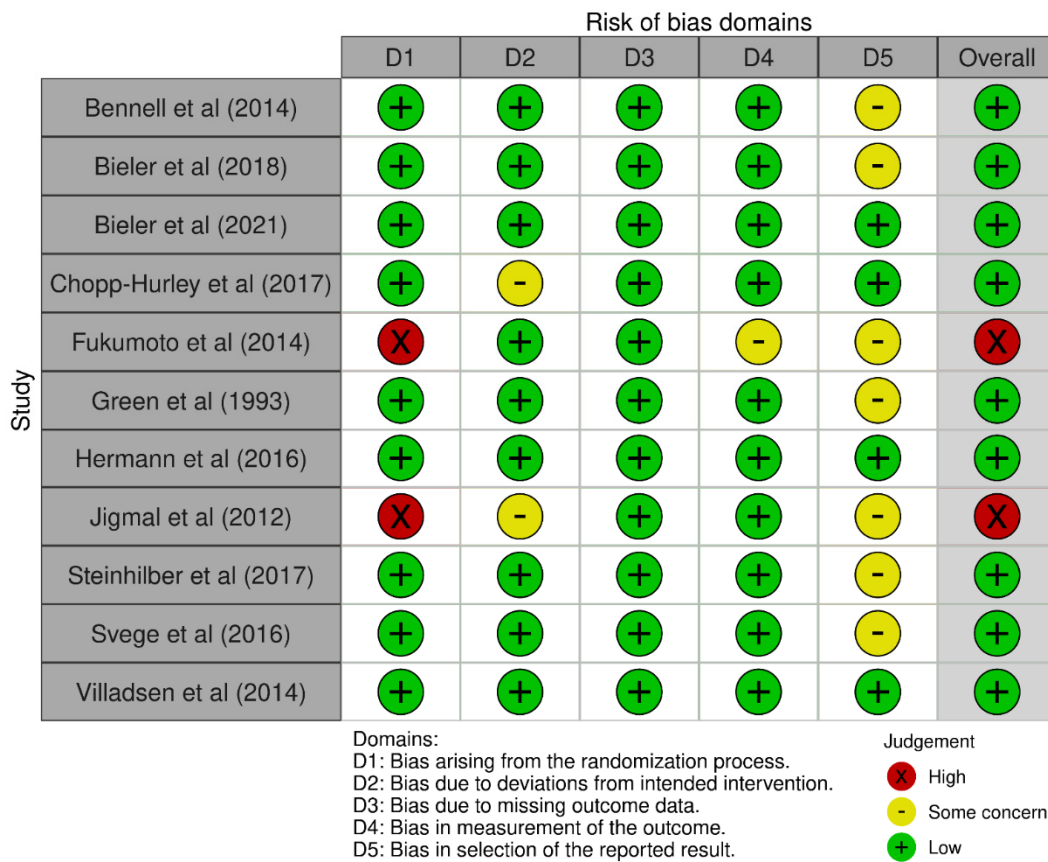 Risk of bias domains
D1 D2 D3 D4 D5 Overall
Study
Bennell et al (2014) + + + + - +
Bieler et al (2018) + + + + - +
Bieler et al (2021) + + + + + +
Chopp-Hurley et al (2017) + - + + + +
Fukumoto et al (2014) X + + - - X
Green et al (1993) + + + + - +
Hermann et al (2016) + + + + + +
Jigmal et al (2012) X - + + - X
Steinhilber et al (2017) + + + + - +
Svege et al (2016) + + + + - +
Villadsen et al (2014) + + + + + +
Domains:
D1: Bias arising from the randomization process.
D2: Bias due to deviations from intended intervention.
D3: Bias due to missing outcome data.
D4: Bias in measurement of the outcome.
D5: Bias in selection of the reported result.
Judgement
X High
- Some concern
+ Low